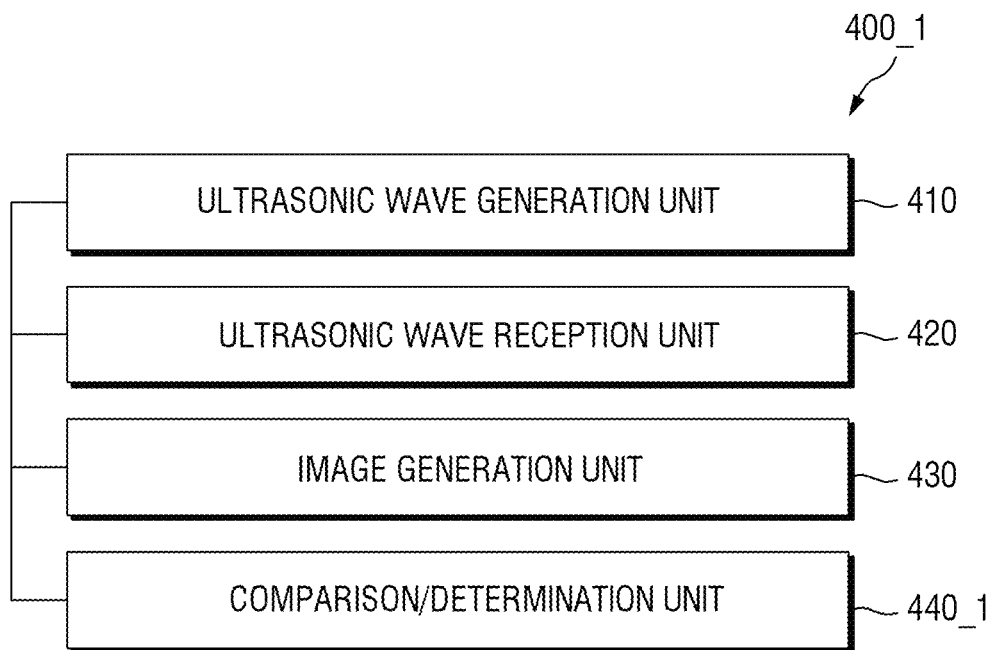 400_1
ULTRASONIC WAVE GENERATION UNIT 410
ULTRASONIC WAVE RECEPTION UNIT 420
IMAGE GENERATION UNIT 430
COMPARISON/DETERMINATION UNIT 440_1